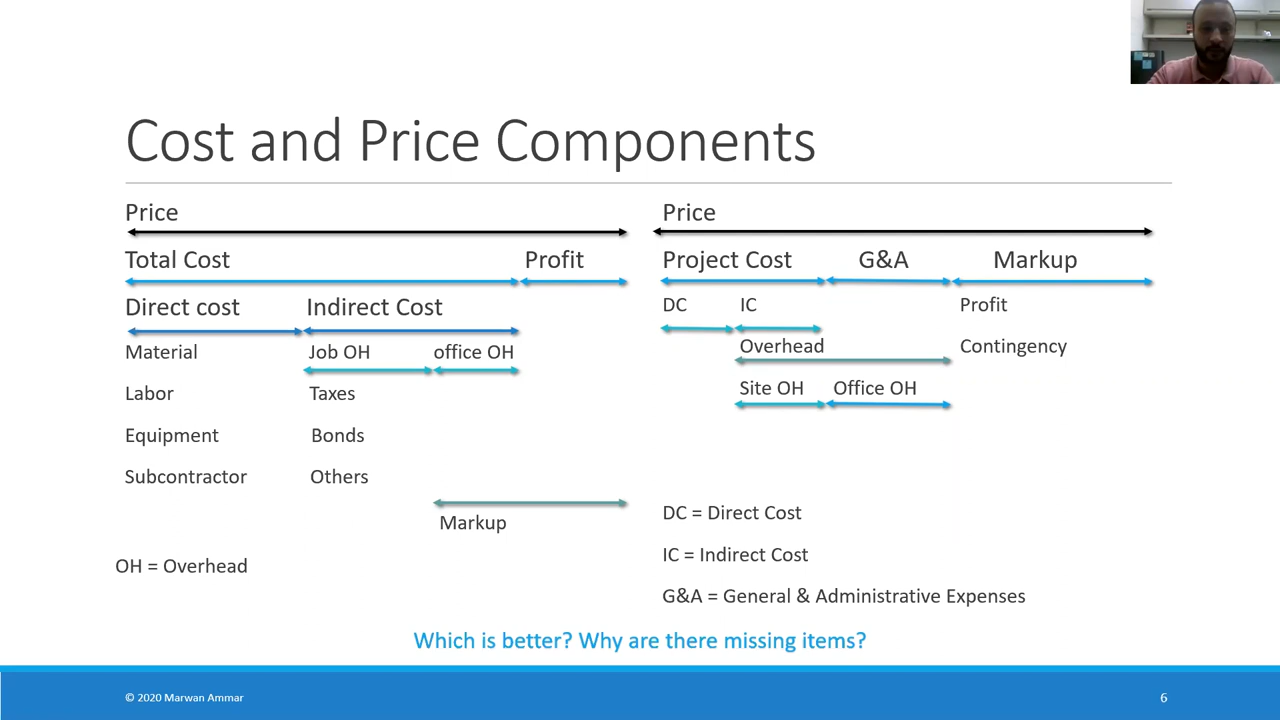 Cost and Price Components
Price
Total Cost Profit
Direct cost Indirect Cost
Material Job OH office OH
Labor Taxes
Equipment Bonds
Subcontractor Others
Markup
OH = Overhead
Price
Project Cost G&A Markup
DC IC Profit
Overhead Contingency
Site OH Office OH
DC = Direct Cost
IC = Indirect Cost
G&A = General & Administrative Expenses
Which is better? Why are there missing items?
© 2020 Marwan Ammar 6